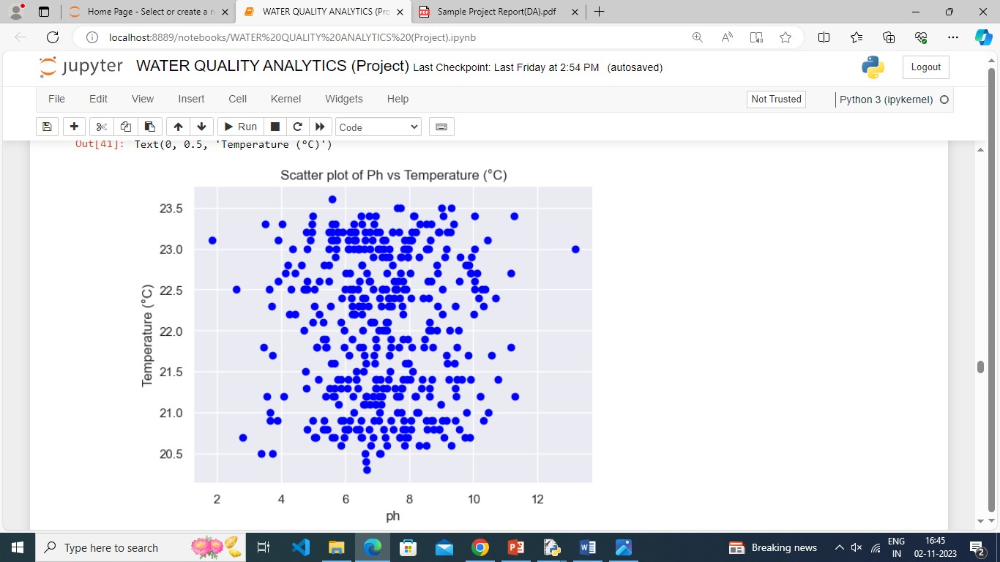 Home Page - Select or create a n
WATER QUALITY ANALYTICS (Pro
Sample Project Report(DA).pdf
localhost:8889/notebooks/WATER%20QUALITY%20ANALYTICS%20(Project).ipynb
jupyter WATER QUALITY ANALYTICS (Project) Last Checkpoint: Last Friday at 2:54 PM (autosaved)
Logout
File Edit View Insert Cell Kernel Widgets Help
Not Trusted
Python 3 (ipykernel)
Run
Code
Out[41]: Text(0, 0.5, 'Temperature (°C)')
Scatter plot of Ph vs Temperature (°C)
23.5
23.0
22.5
22.0
21.5
21.0
20.5
Temperature (°C)
2 4 6 8 10 12
ph
Type here to search
Breaking news
ENG
IN
16:45
02-11-2023
2